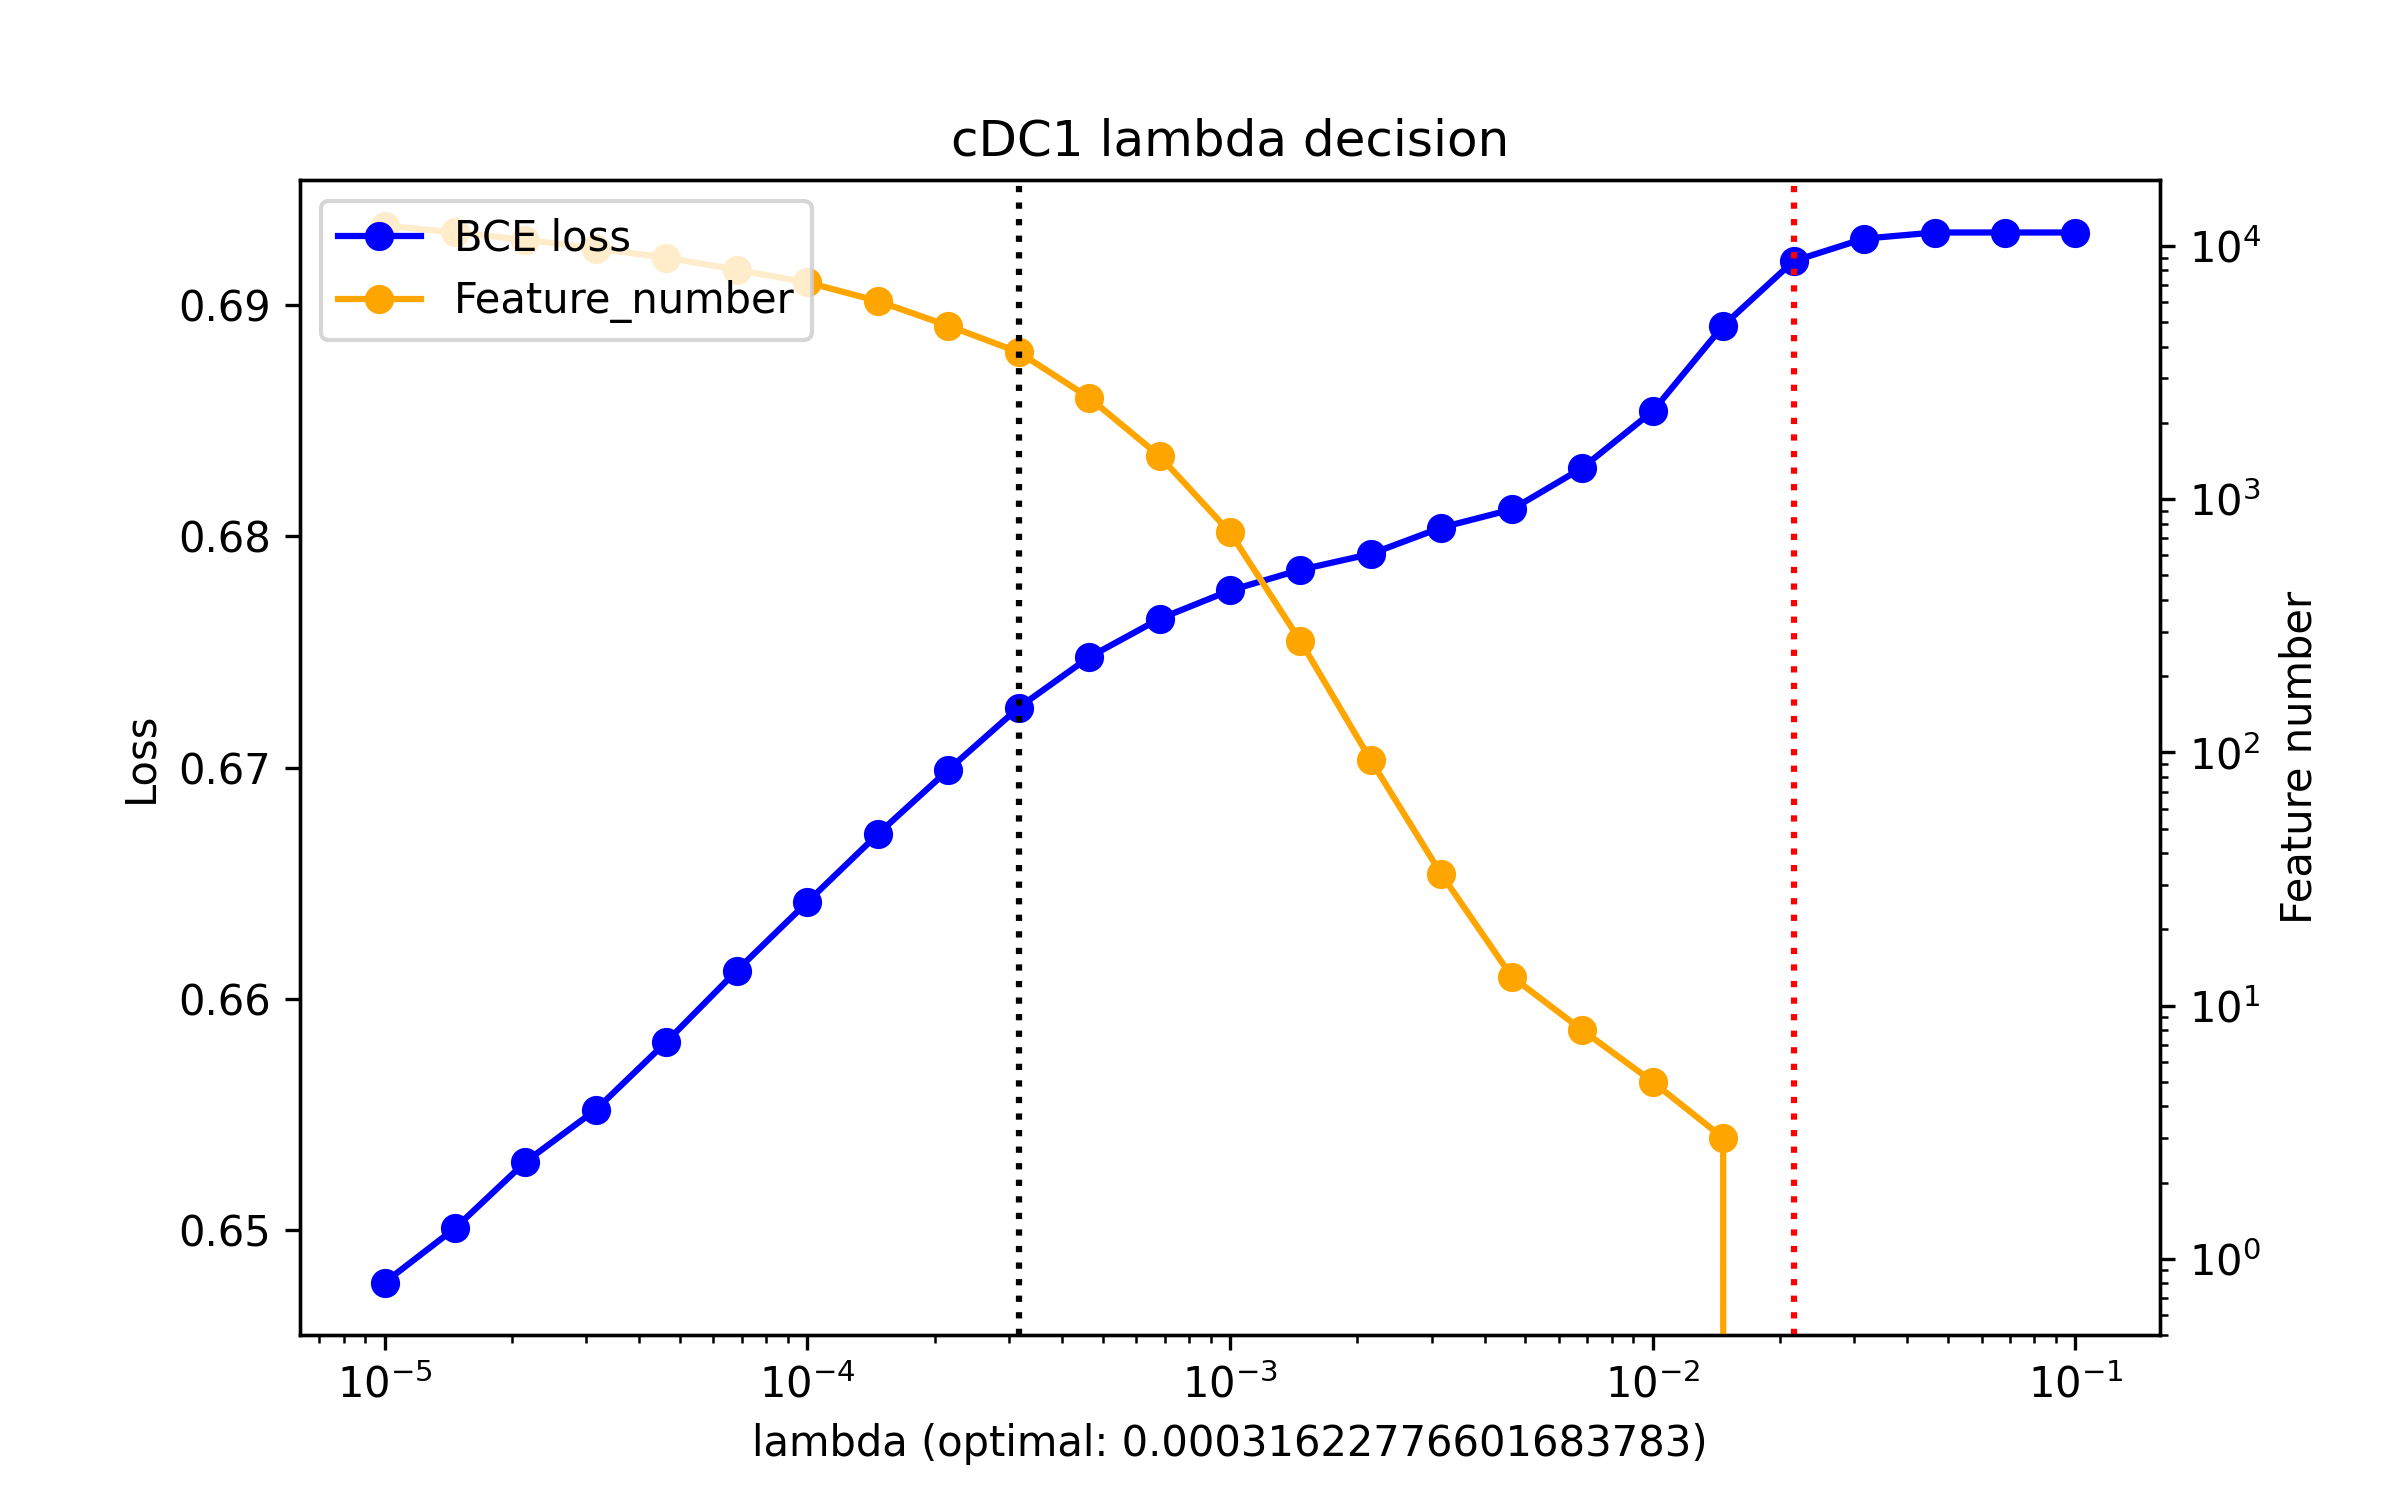 cDC1 lambda decision
BCE loss
Feature_number
0.69
0.68
0.67
0.66
0.65
Loss
10⁴
10³
10²
10¹
10⁰
Feature number
10⁻⁵ 10⁻⁴ 10⁻³ 10⁻² 10⁻¹
lambda (optimal: 0.00031622776601683783)